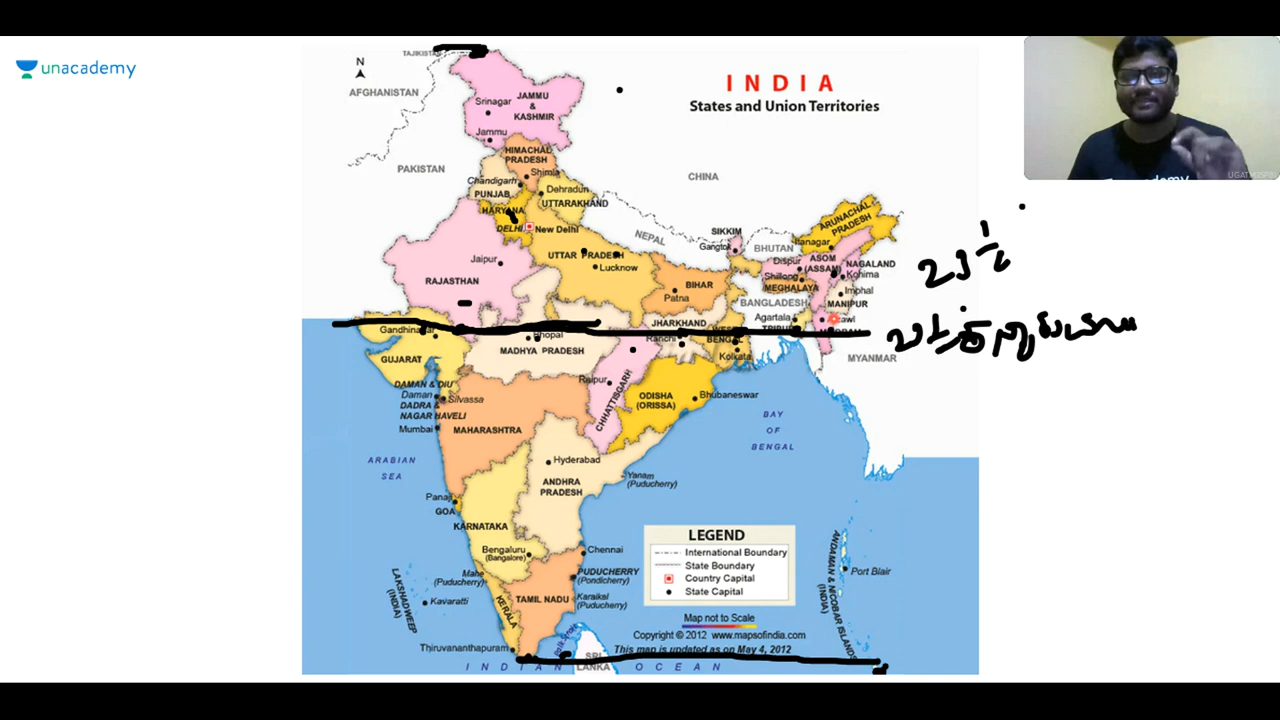 unacademy
TAJIKISTAN
N
AFGHANISTAN
INDIA
States and Union Territories
Srinagar
JAMMU
&
KASHMIR
Jammu
HIMACHAL
PRADESH
Shimla
PAKISTAN
CHINA
Chandigarh
PUNJAB
Dehradun
UTTARAKHAND
HARYANA
DELHI
New Delhi
ARUNACHAL
PRADESH
SIKKIM
Gangtok
NEPAL
BHUTAN
Itanagar
Jaipur
UTTAR PRADESH
Lucknow
Dispur
ASOM
(ASSAM)
NAGALAND
Kohima
Shillong
MEGHALAYA
RAJASTHAN
BIHAR
Patna
Imphal
MANIPUR
BANGLADESH
Agartala
JHARKHAND
Gandhinagar
Bhopal
Ranchi
BENGAL
MADHYA PRADESH
Kolkata
MYANMAR
GUJARAT
DAMAN & DIU
Daman
Silvassa
DADRA &
NAGAR HAVELI
Raipur
CHHATTISGARH
ODISHA
(ORISSA)
Bhubaneswar
Mumbai
MAHARASHTRA
BAY
OF
BENGAL
ARABIAN
SEA
Hyderabad
Yanam
(Puducherry)
ANDHRA
PRADESH
Panaji
GOA
KARNATAKA
Bengaluru
(Bangalore)
Chennai
Mahe
(Puducherry)
PUDUCHERRY
(Pondicherry)
Karaikal
(Puducherry)
TAMIL NADU
KERALA
LAKSHADWEEP
(INDIA)
Kavaratti
Thiruvananthapuram
SRI
LANKA
INDIAN OCEAN
LEGEND
International Boundary
State Boundary
Country Capital
State Capital
Map not to Scale
Copyright © 2012 www.mapsofindia.com
This map is updated as on May 4, 2012
ANDAMAN & NICOBAR ISLANDS
(INDIA)
Port Blair
23 1/2